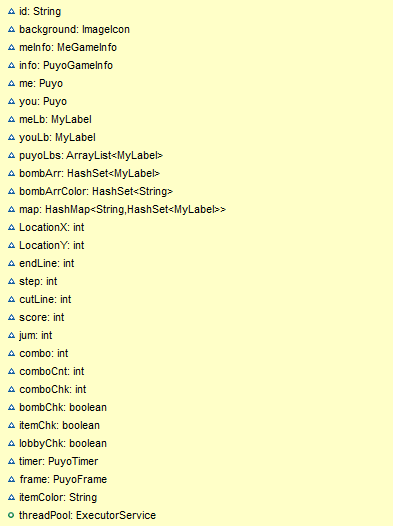 id: String
background: ImageIcon
meInfo: MeGameInfo
info: PuyoGameInfo
me: Puyo
you: Puyo
meLb: MyLabel
youLb: MyLabel
puyoLbs: ArrayList<MyLabel>
bombArr: HashSet<MyLabel>
bombArrColor: HashSet<String>
map: HashMap<String,HashSet<MyLabel>>
LocationX: int
LocationY: int
endLine: int
step: int
cutLine: int
score: int
jum: int
combo: int
comboCnt: int
comboChk: int
bombChk: boolean
itemChk: boolean
lobbyChk: boolean
timer: PuyoTimer
frame: PuyoFrame
itemColor: String
threadPool: ExecutorService